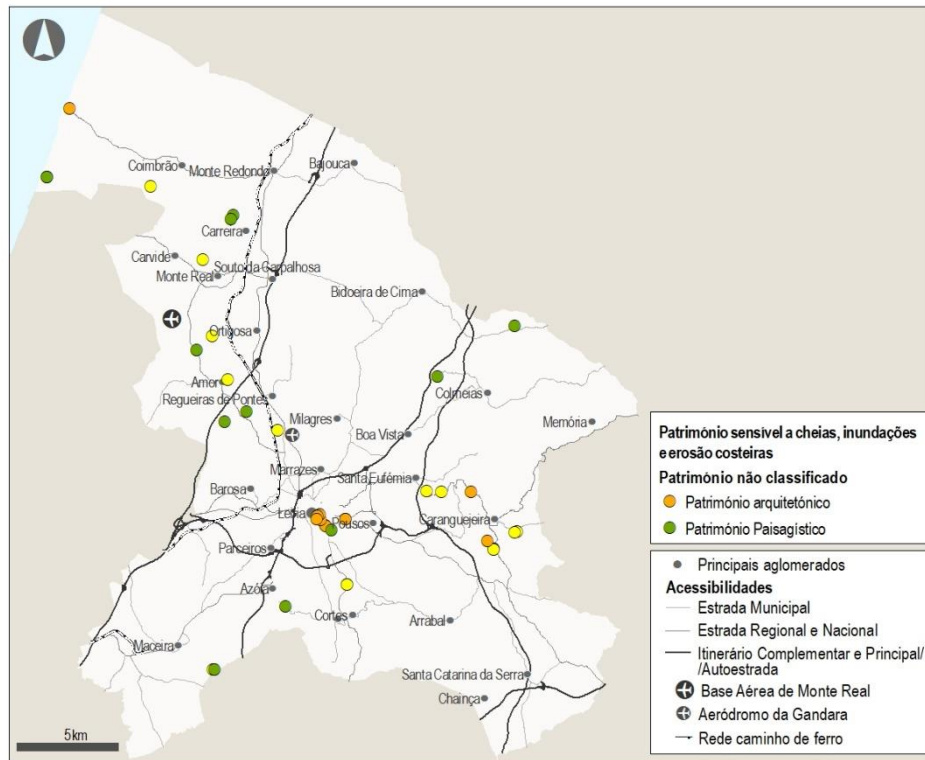 Coimbrão
Monte Redondo
Bajouca
Carreira
Carvide
Souto da Carpalhosa
Monte Real
Bidoeira de Cima
Ortigosa
Amor
Regueiras de Pontes
Colmeias
Milagres
Memória
Boa Vista
Marrazes
Santa Eufémia
Barosa
Leiria
Pousos
Caranguejeira
Parceiros
Azóia
Cortes
Arrabal
Maceira
Santa Catarina da Serra
Chainça
5km
Património sensível a cheias, inundações
e erosão costeiras
Património não classificado
Património arquitetónico
Património Paisagístico
Principais aglomerados
Acessibilidades
Estrada Municipal
Estrada Regional e Nacional
Itinerário Complementar e Principal/
/Autoestrada
Base Aérea de Monte Real
Aeródromo da Gandara
Rede caminho de ferro